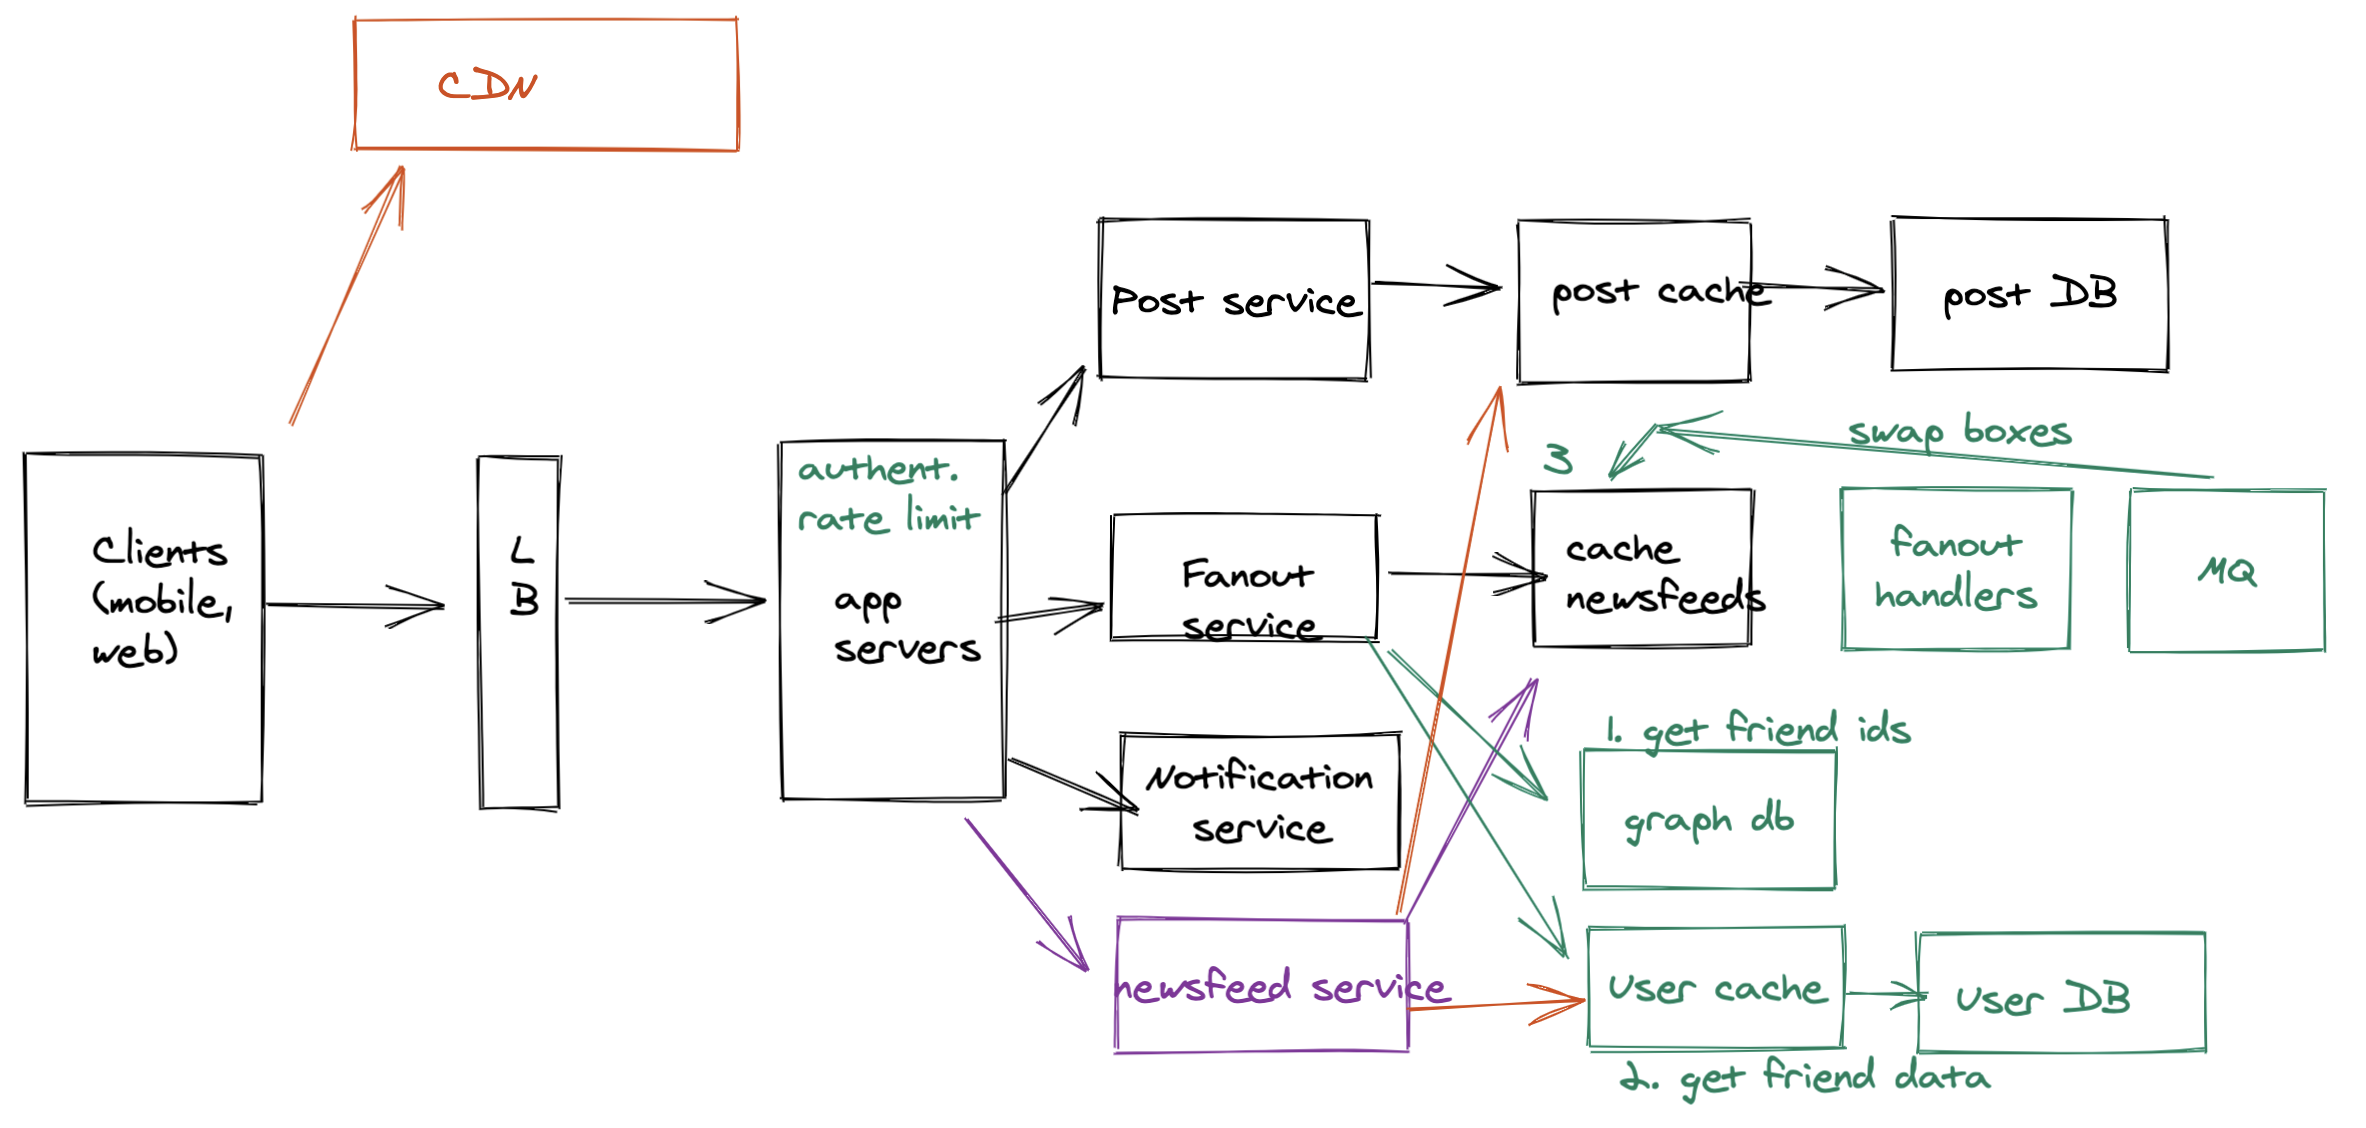 CDN
Post service
post cache
post DB
swap boxes
3
authent.
rate limit
Clients
(mobile,
web)
L
B
app
servers
Fanout
service
cache
newsfeeds
fanout
handlers
MQ
1. get friend ids
Notification
service
graph db
newsfeed service
User cache
User DB
2. get friend data